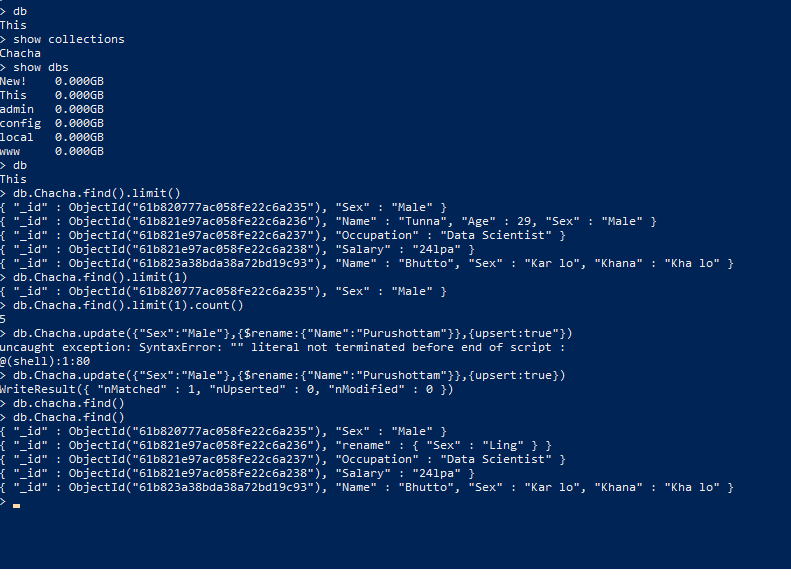 > db
This
> show collections
Chacha
> show dbs
New!    0.000GB
This    0.000GB
admin   0.000GB
config  0.000GB
local   0.000GB
www     0.000GB
> db
This
> db.Chacha.find().limit()
{ "_id" : ObjectId("61b820777ac058fe22c6a235"), "Sex" : "Male" }
{ "_id" : ObjectId("61b821e97ac058fe22c6a236"), "Name" : "Tunna", "Age" : 29, "Sex" : "Male" }
{ "_id" : ObjectId("61b821e97ac058fe22c6a237"), "Occupation" : "Data Scientist" }
{ "_id" : ObjectId("61b821e97ac058fe22c6a238"), "Salary" : "24lpa" }
{ "_id" : ObjectId("61b823a38bda38a72bd19c93"), "Name" : "Bhutto", "Sex" : "Kar lo", "Khana" : "Kha lo" }
> db.Chacha.find().limit(1)
{ "_id" : ObjectId("61b820777ac058fe22c6a235"), "Sex" : "Male" }
> db.Chacha.find().limit(1).count()
5
> db.Chacha.update({"Sex":"Male"},{$rename:{"Name":"Purushottam"}},{upsert:true"})
uncaught exception: SyntaxError: "" literal not terminated before end of script :
@(shell):1:80
> db.Chacha.update({"Sex":"Male"},{$rename:{"Name":"Purushottam"}},{upsert:true})
WriteResult({ "nMatched" : 1, "nUpserted" : 0, "nModified" : 0 })
> db.chacha.find()
> db.Chacha.find()
{ "_id" : ObjectId("61b820777ac058fe22c6a235"), "Sex" : "Male" }
{ "_id" : ObjectId("61b821e97ac058fe22c6a236"), "rename" : { "Sex" : "Ling" } }
{ "_id" : ObjectId("61b821e97ac058fe22c6a237"), "Occupation" : "Data Scientist" }
{ "_id" : ObjectId("61b821e97ac058fe22c6a238"), "Salary" : "24lpa" }
{ "_id" : ObjectId("61b823a38bda38a72bd19c93"), "Name" : "Bhutto", "Sex" : "Kar lo", "Khana" : "Kha lo" }
>